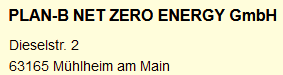 PLAN-B NET ZERO ENERGY GmbH
Dieselstr. 2
63165 Mühlheim am Main